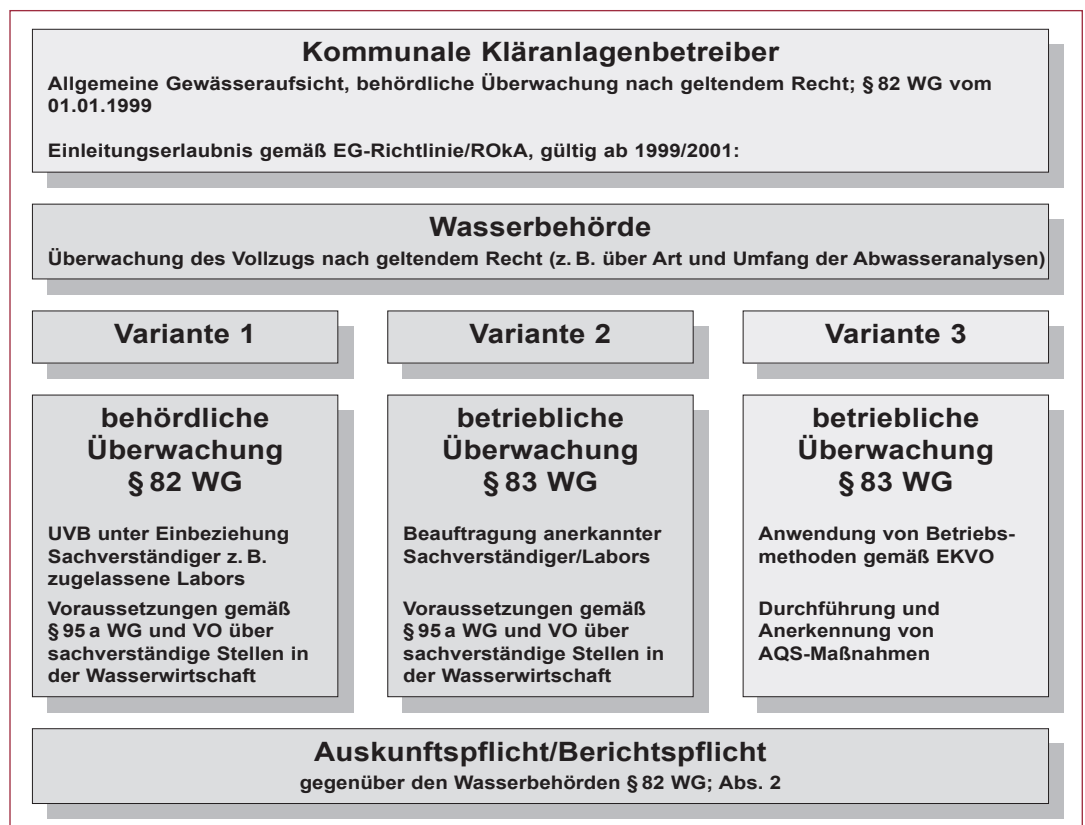 Kommunale Kläranlagenbetreiber
Allgemeine Gewässeraufsicht, behördliche Überwachung nach geltendem Recht; § 82 WG vom
01.01.1999
Einleitungserlaubnis gemäß EG-Richtlinie/ROkA, gültig ab 1999/2001:
Wasserbehörde
Überwachung des Vollzugs nach geltendem Recht (z. B. über Art und Umfang der Abwasseranalysen)
Variante 1
Variante 2
Variante 3
behördliche
Überwachung
§ 82 WG
UVB unter Einbeziehung
Sachverständiger z. B.
zugelassene Labors
Voraussetzungen gemäß
§ 95 a WG und VO über
sachverständige Stellen in
der Wasserwirtschaft
betriebliche
Überwachung
§ 83 WG
Beauftragung anerkannter
Sachverständiger/Labors
Voraussetzungen gemäß
§ 95 a WG und VO über
sachverständige Stellen in
der Wasserwirtschaft
betriebliche
Überwachung
§ 83 WG
Anwendung von Betriebs-
methoden gemäß EKVO
Durchführung und
Anerkennung von
AQS-Maßnahmen
Auskunftspflicht/Berichtspflicht
gegenüber den Wasserbehörden § 82 WG; Abs. 2